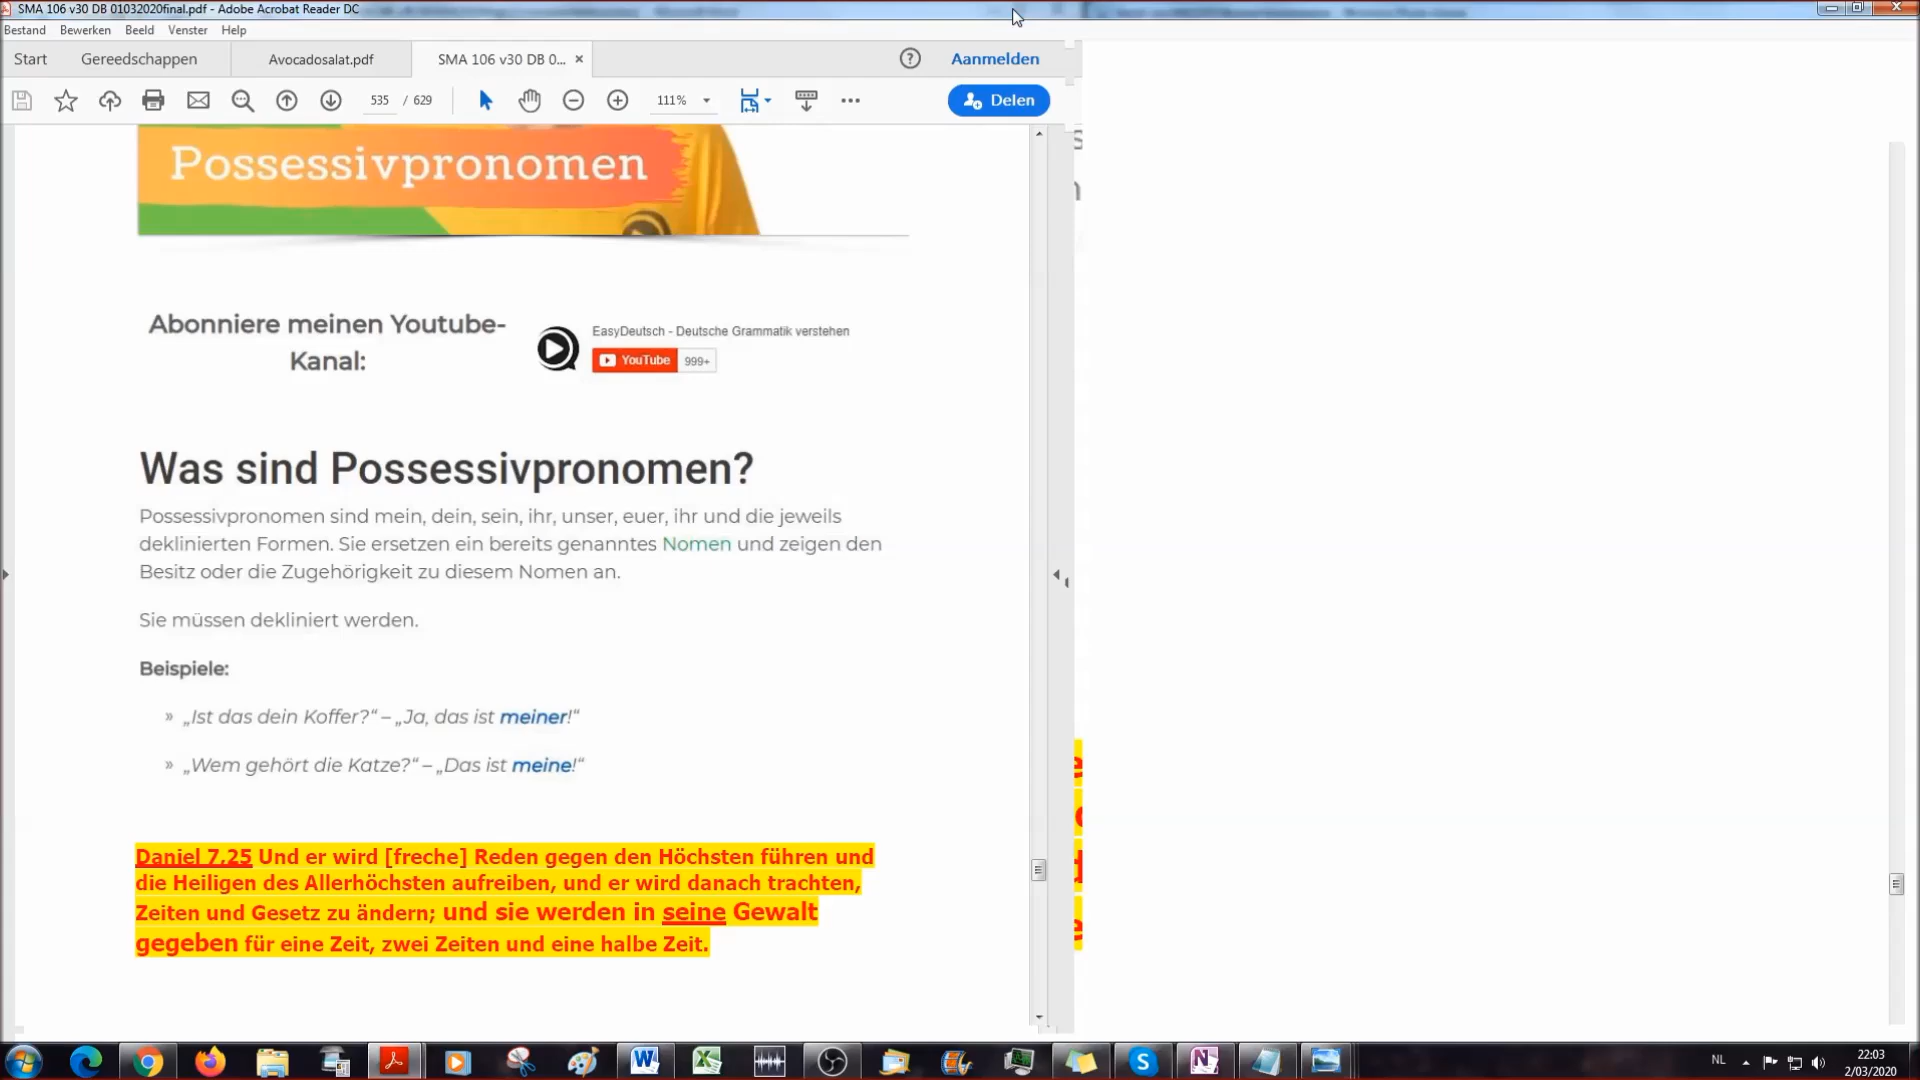 SMA 106 v30 DB 01032020final.pdf - Adobe Acrobat Reader DC
Bestand Bewerken Beeld Venster Help
Start Gereedschappen Avocadosalat.pdf SMA 106 v30 DB 0... × Aanmelden
535 / 629 111% Delen
Possessivpronomen
Abonniere meinen Youtube-
Kanal:
EasyDeutsch - Deutsche Grammatik verstehen
YouTube 999+
Was sind Possessivpronomen?
Possessivpronomen sind mein, dein, sein, ihr, unser, euer, ihr und die jeweils
deklinierten Formen. Sie ersetzen ein bereits genanntes Nomen und zeigen den
Besitz oder die Zugehörigkeit zu diesem Nomen an.
Sie müssen dekliniert werden.
Beispiele:
» „Ist das dein Koffer?“ – „Ja, das ist meiner!“
» „Wem gehört die Katze?“ – „Das ist meine!“
Daniel 7,25 Und er wird [freche] Reden gegen den Höchsten führen und
die Heiligen des Allerhöchsten aufreiben, und er wird danach trachten,
Zeiten und Gesetz zu ändern; und sie werden in seine Gewalt
gegeben für eine Zeit, zwei Zeiten und eine halbe Zeit.
NL 22:03
2/03/2020